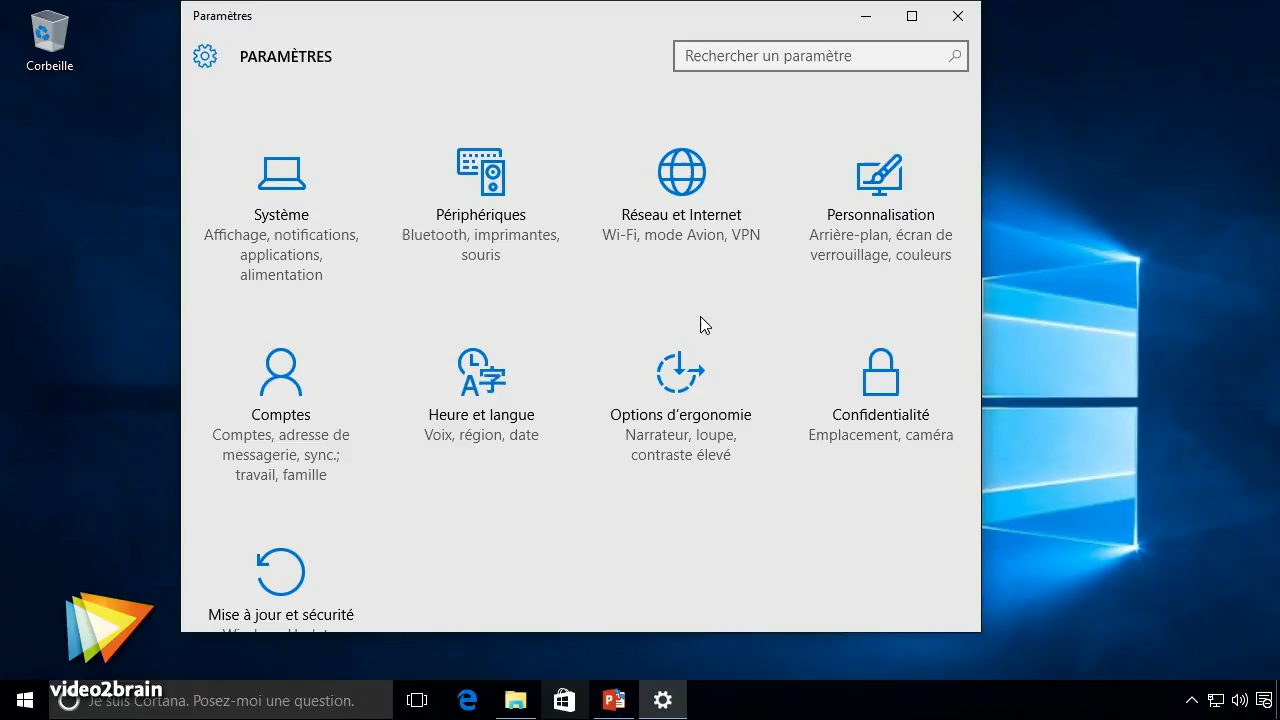 Paramètres
Corbeille
PARAMÈTRES
Rechercher un paramètre
Système
Affichage, notifications,
applications,
alimentation
Périphériques
Bluetooth, imprimantes,
souris
Réseau et Internet
Wi-Fi, mode Avion, VPN
Personnalisation
Arrière-plan, écran de
verrouillage, couleurs
Comptes
Comptes, adresse de
messagerie, sync.;
travail, famille
Heure et langue
Voix, région, date
Options d’ergonomie
Narrateur, loupe,
contraste élevé
Confidentialité
Emplacement, caméra
Mise à jour et sécurité
video2brain
Je suis Cortana. Posez-moi une question.